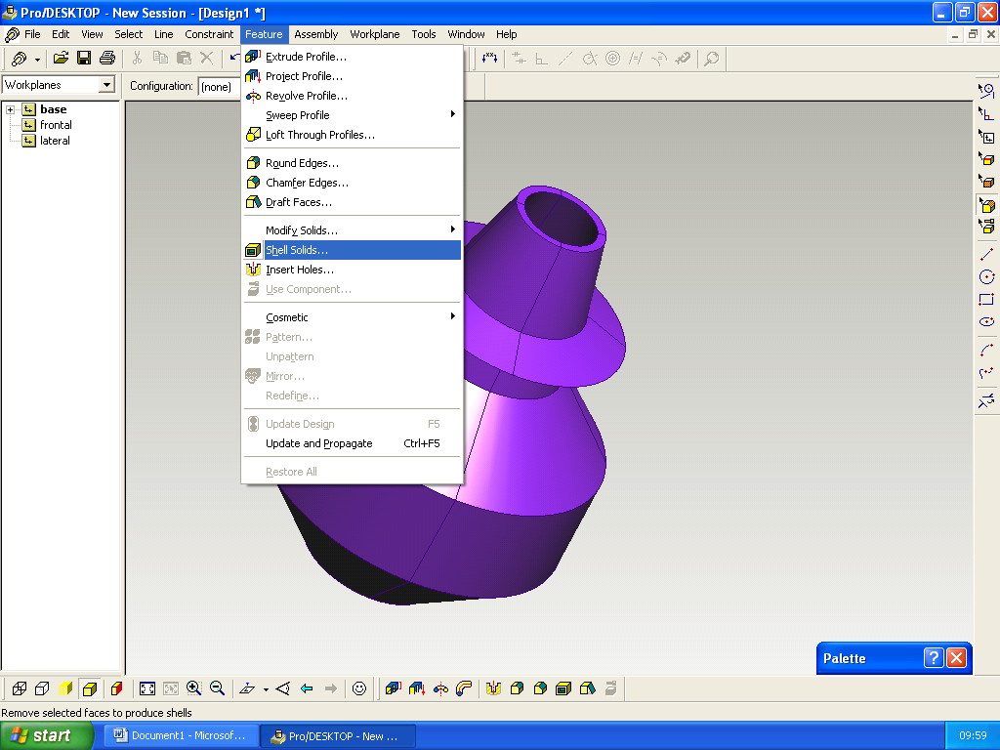 Pro/DESKTOP - New Session - [Design1 *]
File Edit View Select Line Constraint Feature Assembly Workplane Tools Window Help
Workplanes
Configuration: (none)
base
frontal
lateral
Extrude Profile...
Project Profile...
Revolve Profile...
Sweep Profile
Loft Through Profiles...
Round Edges...
Chamfer Edges...
Draft Faces...
Modify Solids...
Shell Solids...
Insert Holes...
Use Component...
Cosmetic
Pattern...
Unpattern
Mirror...
Redefine...
Update Design F5
Update and Propagate Ctrl+F5
Restore All
Palette
Remove selected faces to produce shells
start
Document1 - Microsof...
Pro/DESKTOP - New ...
09:59